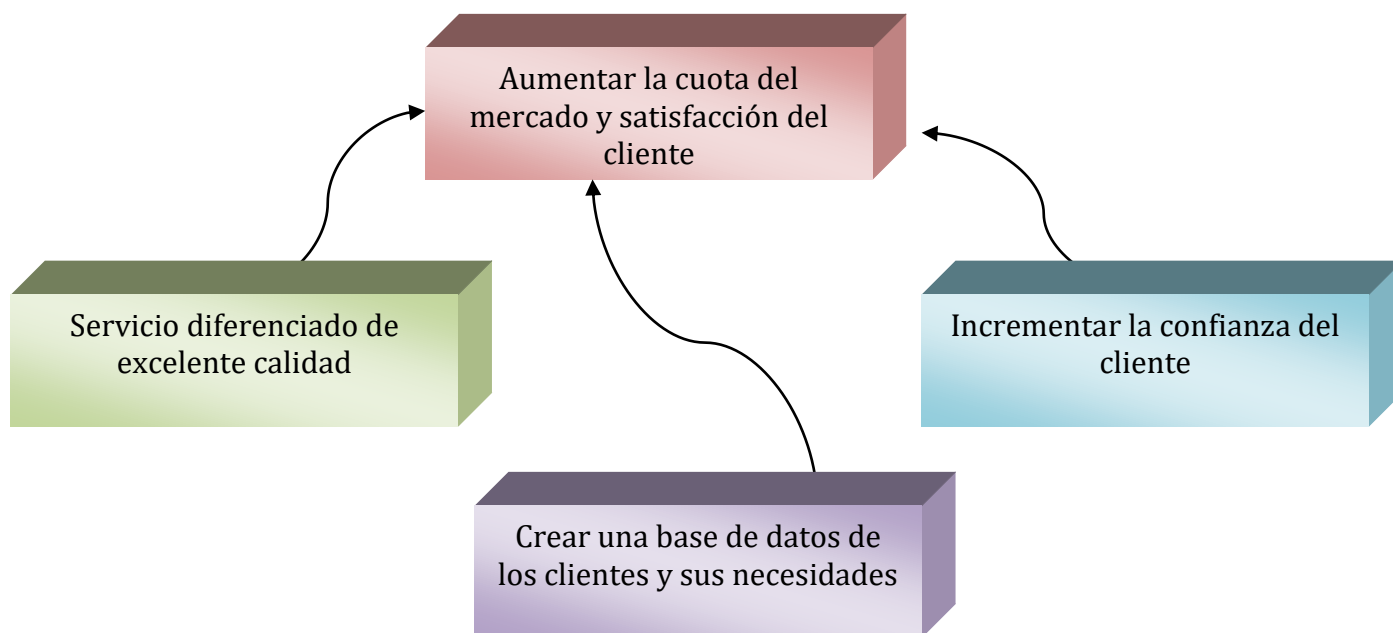 Aumentar la cuota del
mercado y satisfacción del
cliente
Servicio diferenciado de
excelente calidad
Incrementar la confianza del
cliente
Crear una base de datos de
los clientes y sus necesidades